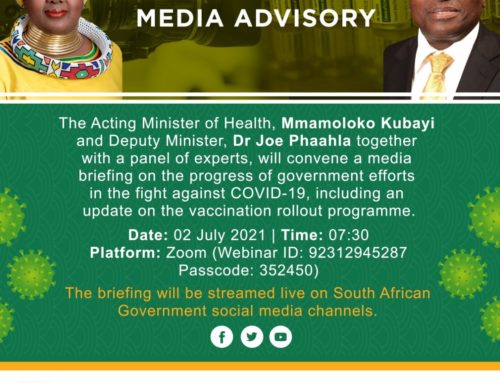 MEDIA ADVISORY
The Acting Minister of Health, Mmamoloko Kubayi
and Deputy Minister, Dr Joe Phaahla together
with a panel of experts, will convene a media
briefing on the progress of government efforts
in the fight against COVID-19, including an
update on the vaccination rollout programme.
Date: 02 July 2021 | Time: 07:30
Platform: Zoom (Webinar ID: 92312945287
Passcode: 352450)
The briefing will be streamed live on South African
Government social media channels.